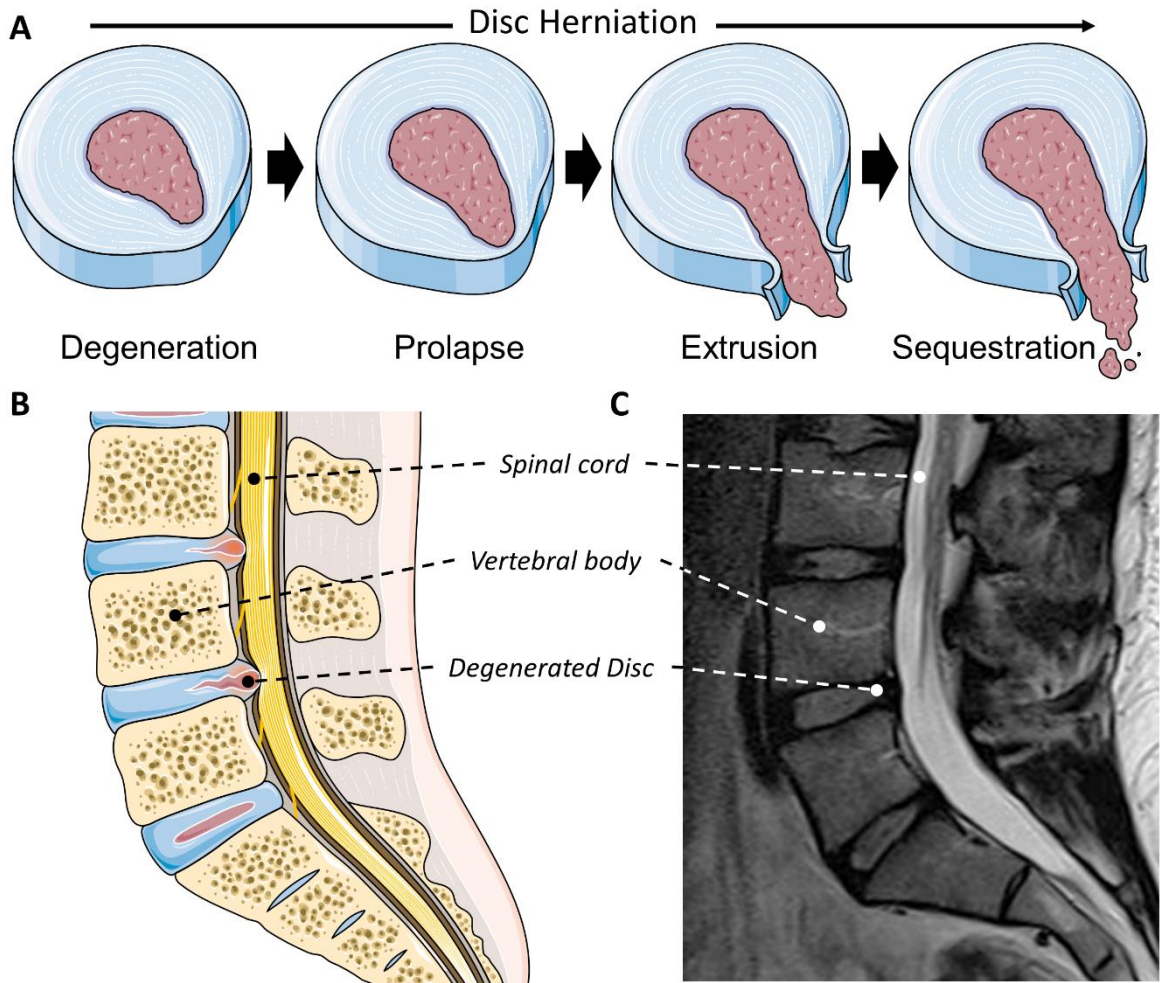 A
Disc Herniation
Degeneration
Prolapse
Extrusion
Sequestration
B
C
Spinal cord
Vertebral body
Degenerated Disc